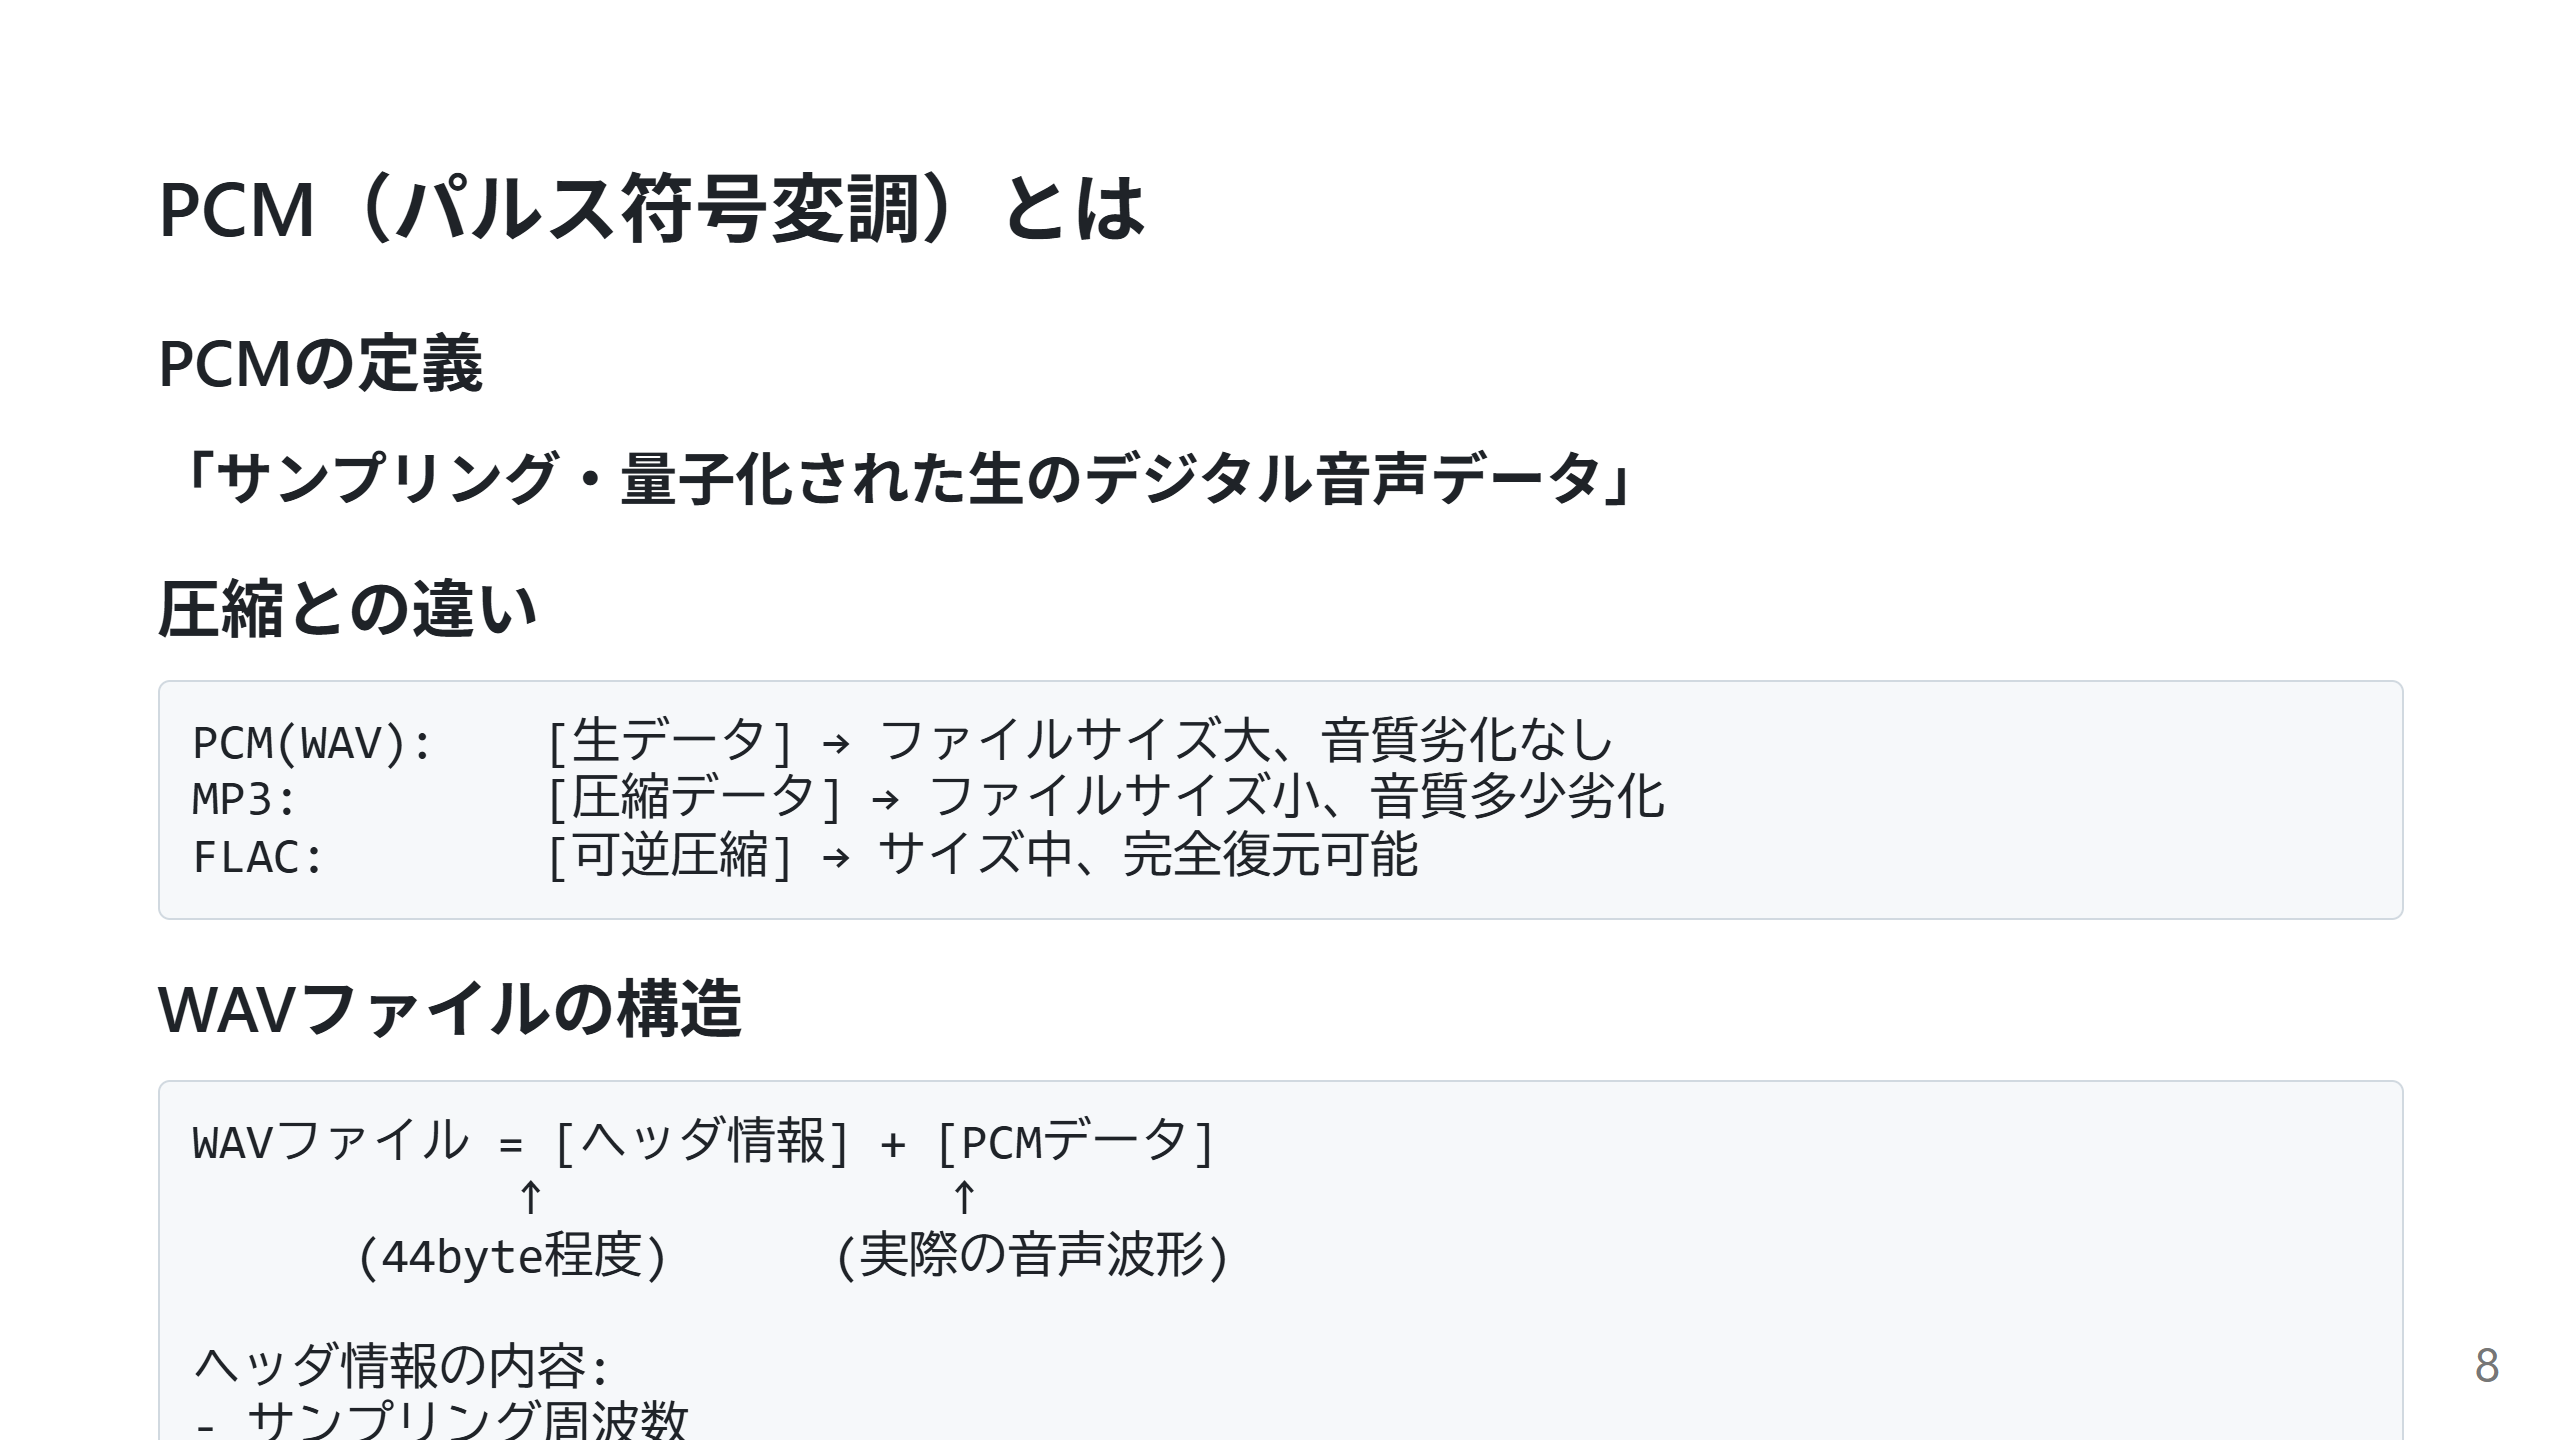 PCM（パルス符号変調）とは
PCMの定義
「サンプリング・量子化された生のデジタル音声データ」
圧縮との違い
PCM(WAV):    [生データ] → ファイルサイズ大、音質劣化なし
MP3:         [圧縮データ] → ファイルサイズ小、音質多少劣化
FLAC:        [可逆圧縮] → サイズ中、完全復元可能
WAVファイルの構造
WAVファイル = [ヘッダ情報] + [PCMデータ]
↑ ↑
(44byte程度) (実際の音声波形)
ヘッダ情報の内容:
- サンプリング周波数
8